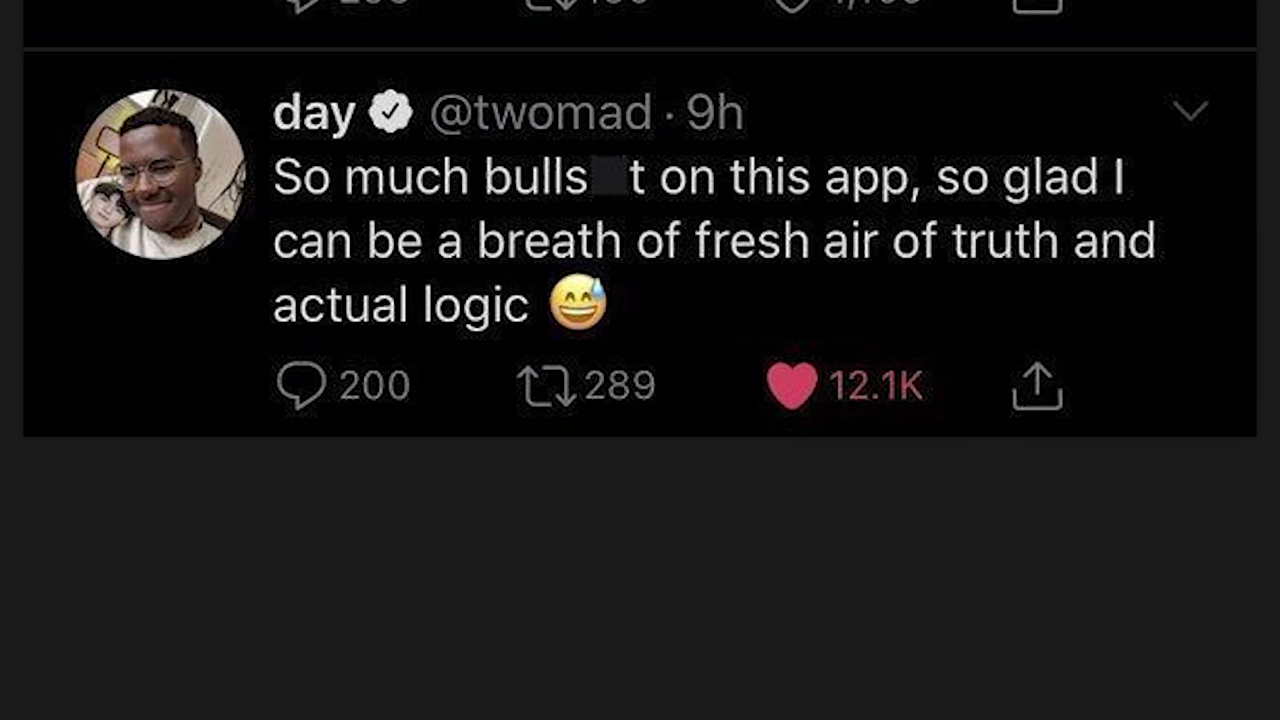 day @twomad · 9h
So much bulls t on this app, so glad I
can be a breath of fresh air of truth and
actual logic 😅
200 289 12.1K